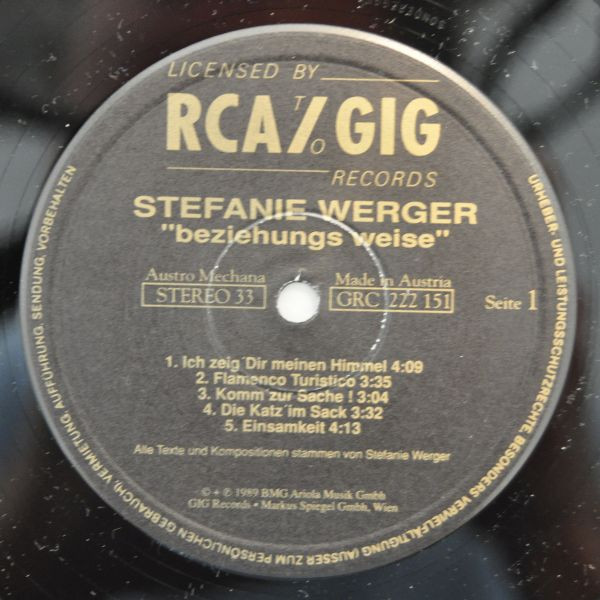 LICENSED BY
RCA TO GIG
RECORDS
STEFANIE WERGER
"beziehungs weise"
Austro Mechana
STEREO 33
Made in Austria
GRC 222 151
Seite 1
1. Ich zeig´Dir meinen Himmel 4:09
2. Flamenco Turistico 3:35
3. Komm´zur Sache ! 3:04
4. Die Katz´im Sack 3:32
5. Einsamkeit 4:13
Alle Texte und Kompositionen stammen von Stefanie Werger
© + ℗ 1989 BMG Ariola Musik Gmbh
GIG Records • Markus Spiegel Gmbh, Wien
URHEBER- UND LEISTUNGSSCHUTZRECHTE BESONDERS VERVIELFÄLTIGUNG (AUSSER ZUM PERSÖNLICHEN GEBRAUCH), VERMIETUNG, AUFFÜHRUNG, SENDUNG, VORBEHALTEN